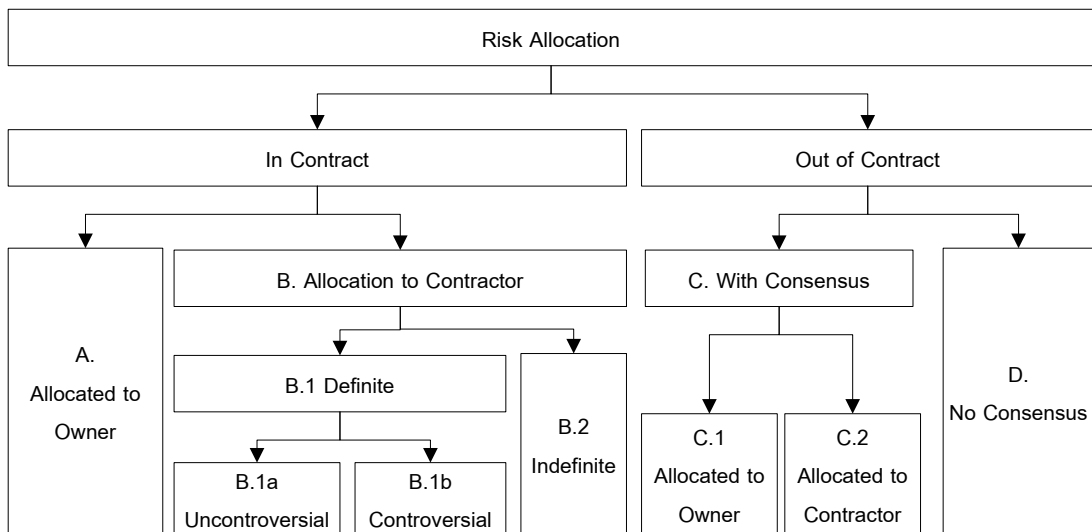 Risk Allocation
In Contract
Out of Contract
A.
Allocated to
Owner
B. Allocation to Contractor
B.1 Definite
B.1a
Uncontroversial
B.1b
Controversial
B.2
Indefinite
C. With Consensus
C.1
Allocated to
Owner
C.2
Allocated to
Contractor
D.
No Consensus